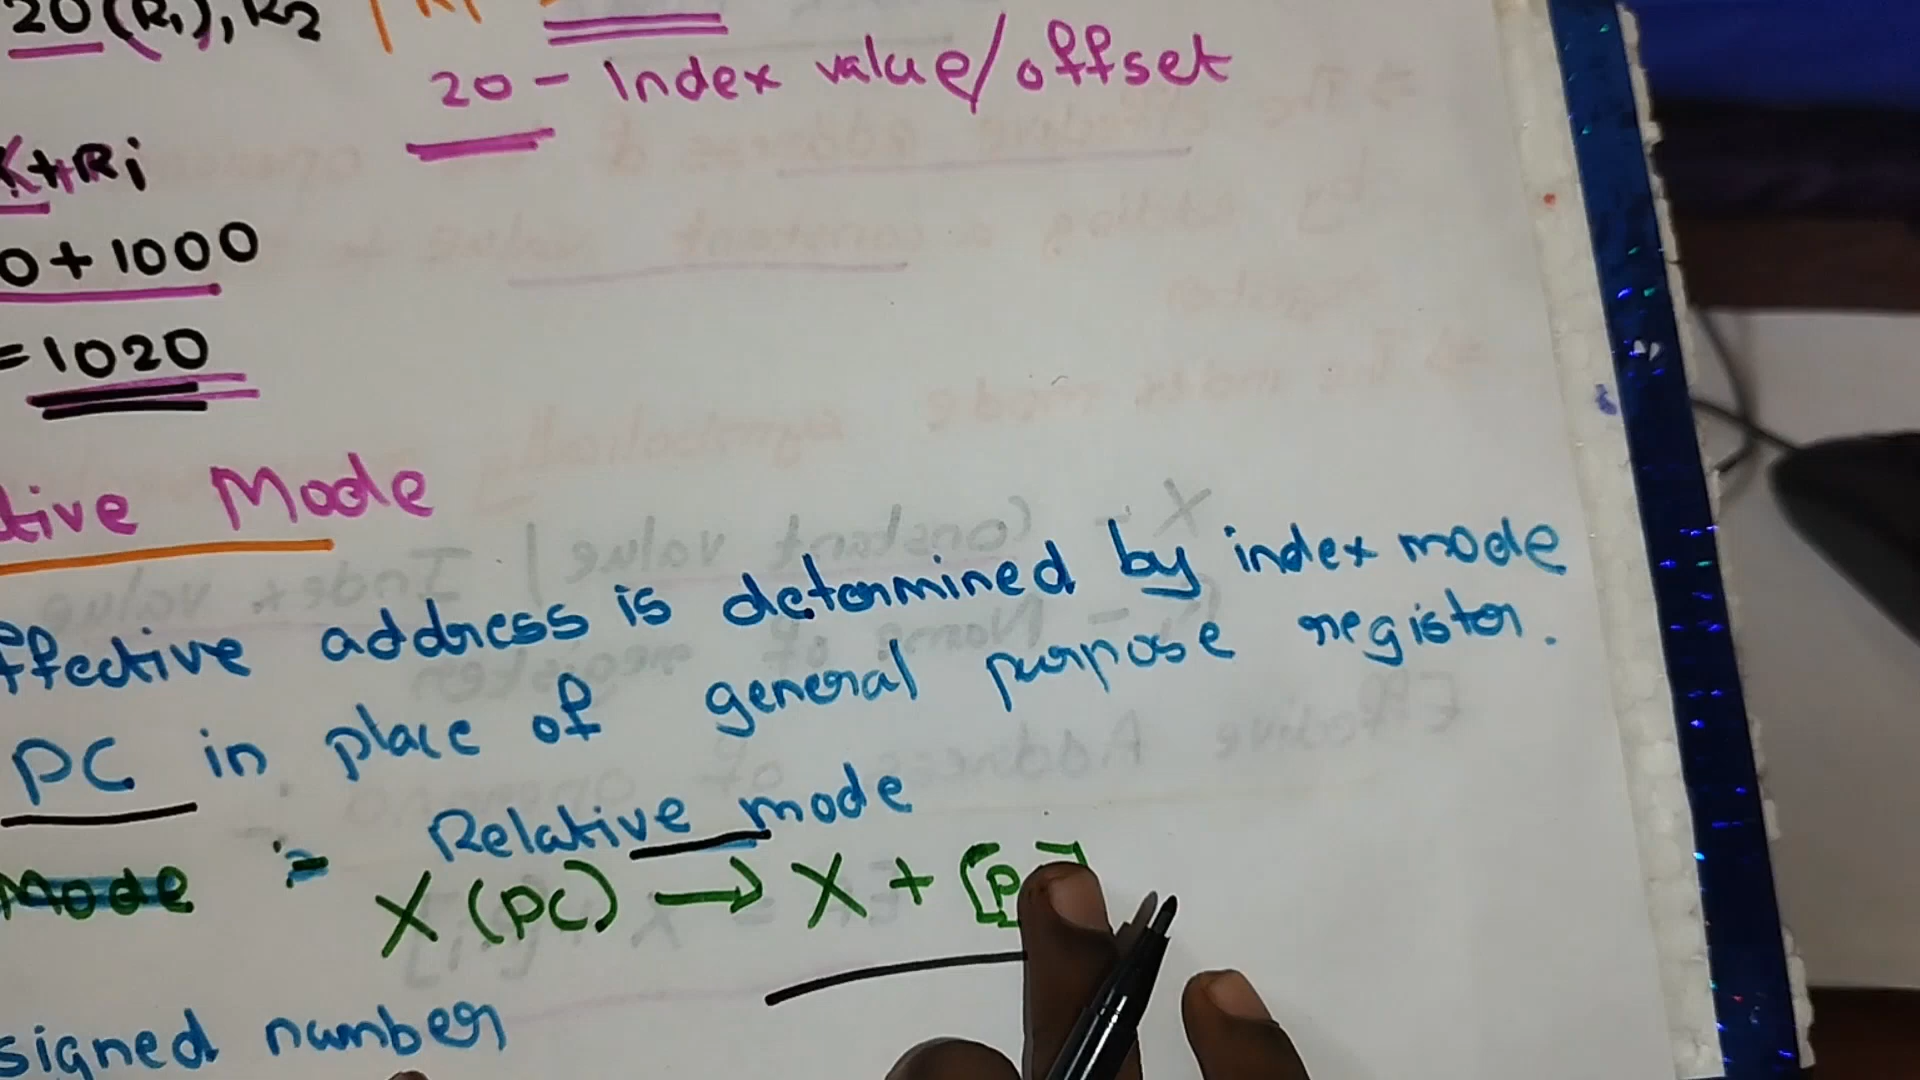 20(R1), R2
20 - Index value/offset
X+Ri
0+1000
=1020
tive Mode
ffective address is determined by index mode
PC in place of general purpose register.
Mode :- Relative mode
X (PC) → X + [P
signed number